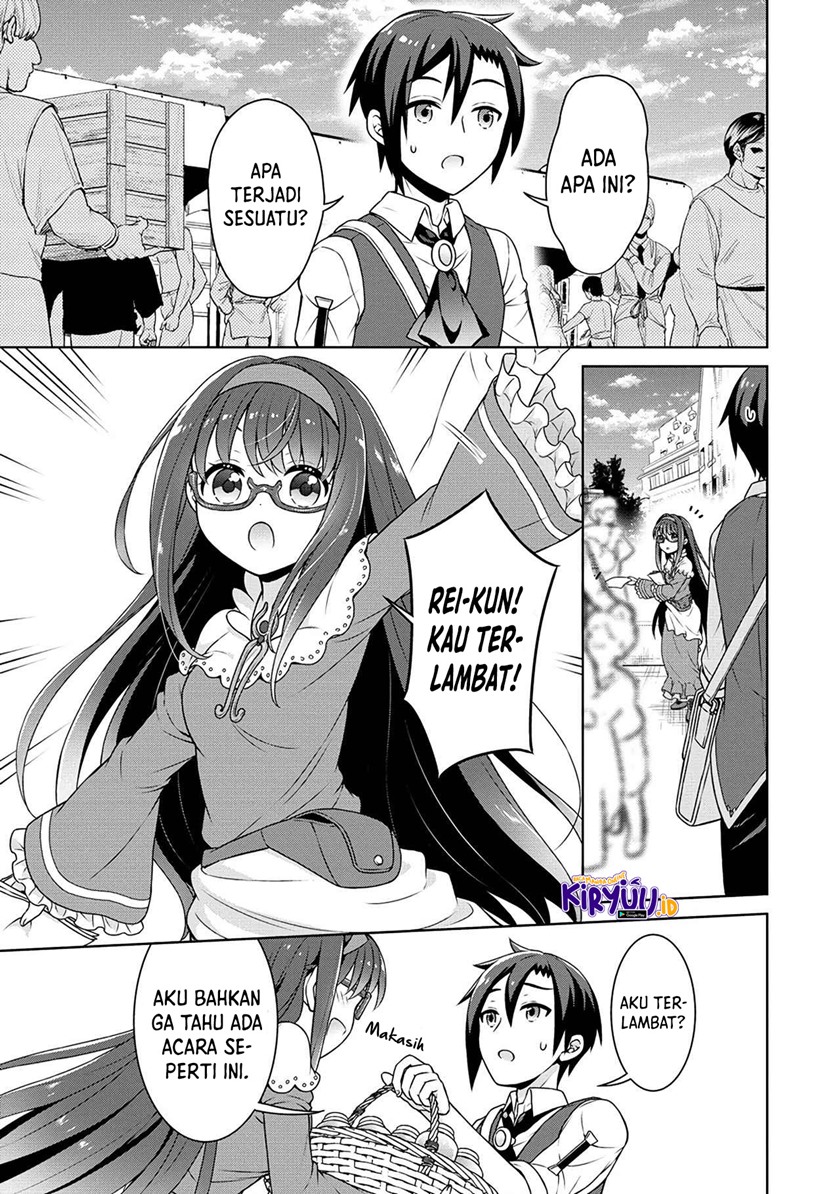 ADA
APA INI?
APA
TERJADI
SESUATU?
REI-KUN!
KAU TER-
LAMBAT!
KIRYUU.ID
AKU TER-
LAMBAT?
Makasih
AKU BAHKAN
GA TAHU ADA
ACARA SE-
PERTI INI.